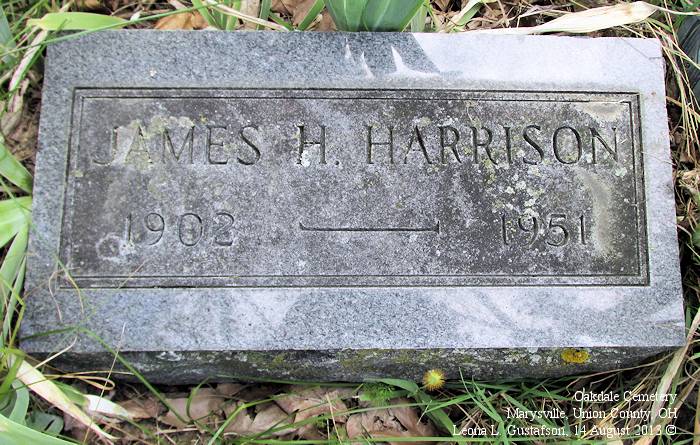 JAMES H. HARRISON
1902 — 1951
Oakdale Cemetery
Marysville, Union County, OH
Leona L. Gustafson, 14 August 2013 ©